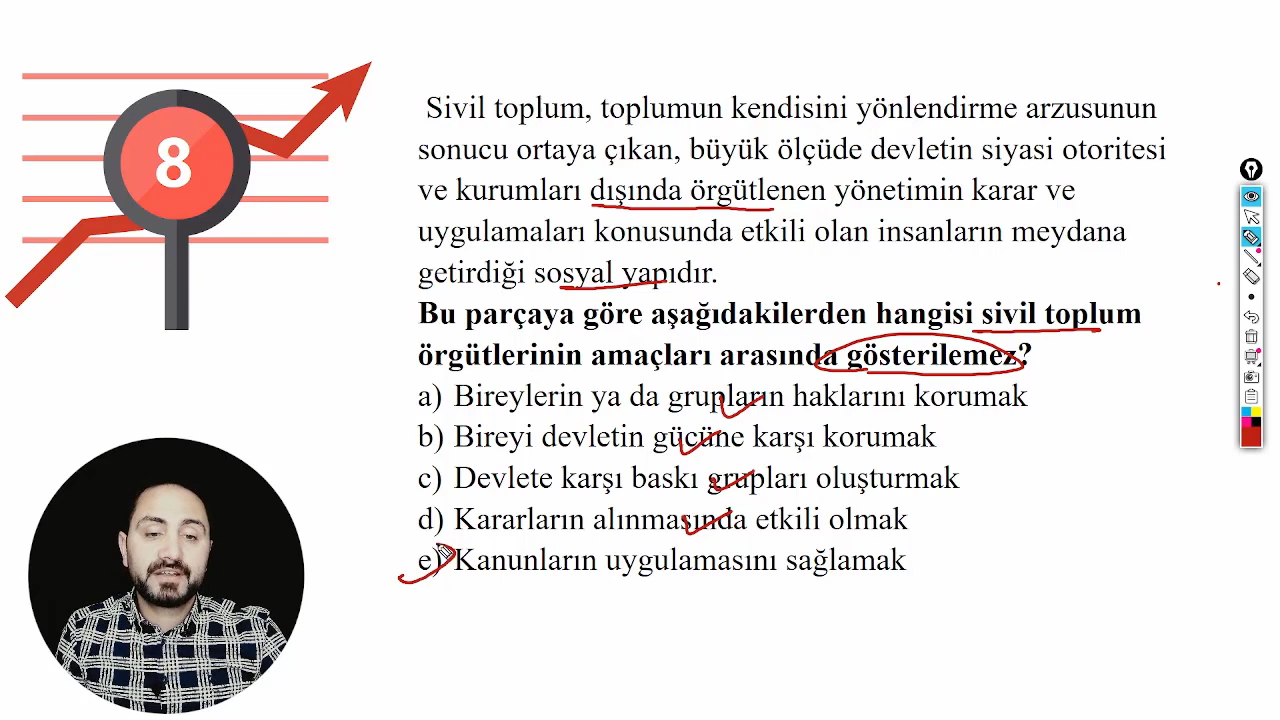 8
Sivil toplum, toplumun kendisini yönlendirme arzusunun
sonucu ortaya çıkan, büyük ölçüde devletin siyasi otoritesi
ve kurumları dışında örgütlenen yönetimin karar ve
uygulamaları konusunda etkili olan insanların meydana
getirdiği sosyal yapıdır.
Bu parçaya göre aşağıdakilerden hangisi sivil toplum
örgütlerinin amaçları arasında gösterilemez?
a) Bireylerin ya da grupların haklarını korumak
b) Bireyi devletin gücüne karşı korumak
c) Devlete karşı baskı grupları oluşturmak
d) Kararların alınmasında etkili olmak
e) Kanunların uygulamasını sağlamak